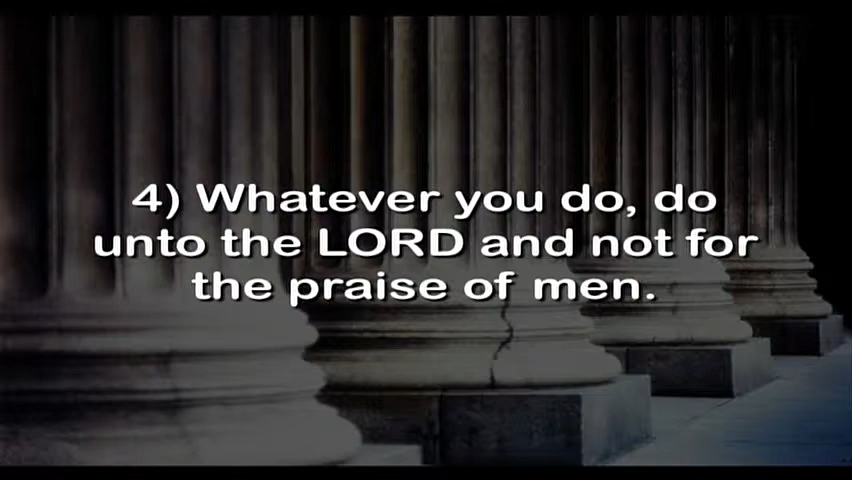 4) Whatever you do, do
unto the LORD and not for
the praise of men.